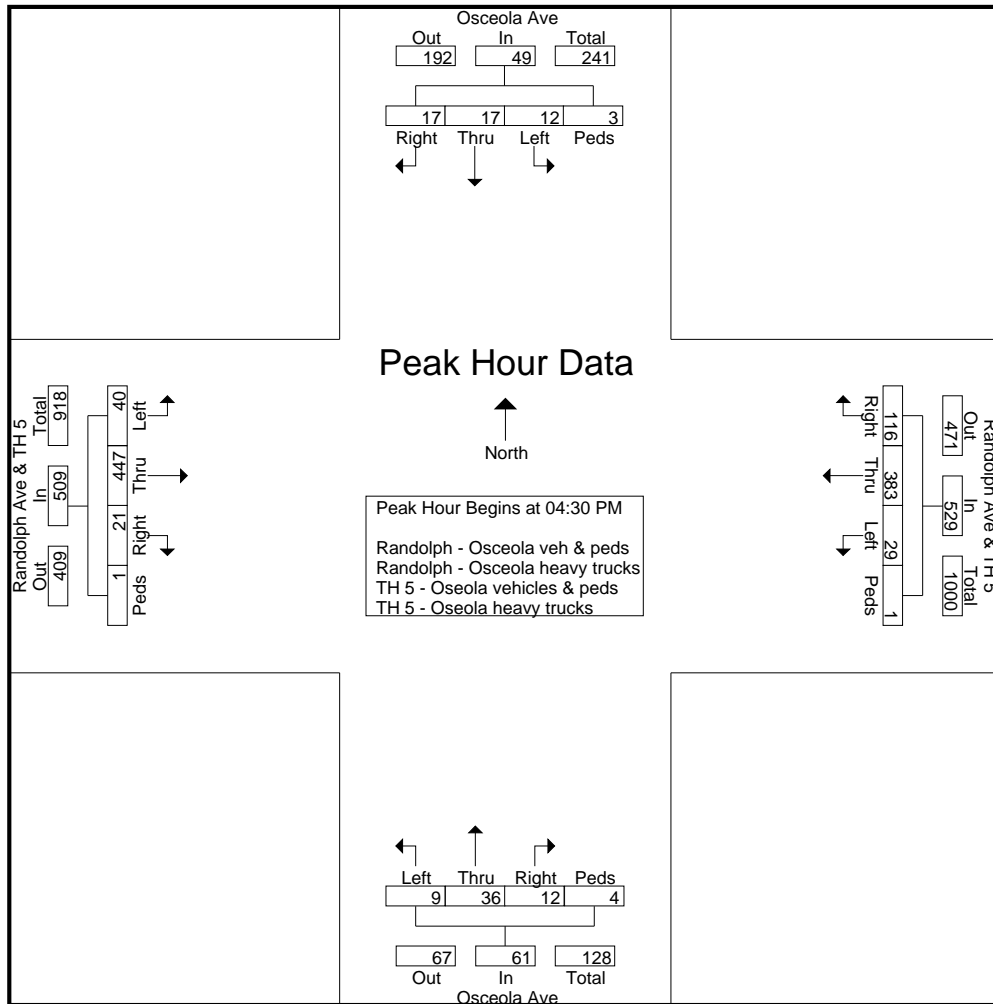 Osceola Ave
Out In Total
192 49 241
17 17 12 3
Right Thru Left Peds
Peak Hour Data
North
Peak Hour Begins at 04:30 PM
Randolph - Osceola veh & peds
Randolph - Osceola heavy trucks
TH 5 - Oseola vehicles & peds
TH 5 - Oseola heavy trucks
Randolph Ave & TH 5
Out In Total
409 509 918
1 21 447 40
Peds Right Thru Left
Randolph Ave & TH 5
Out In Total
471 529 1000
116 383 29 1
Right Thru Left Peds
Left Thru Right Peds
9 36 12 4
67 61 128
Out In Total
Osceola Ave